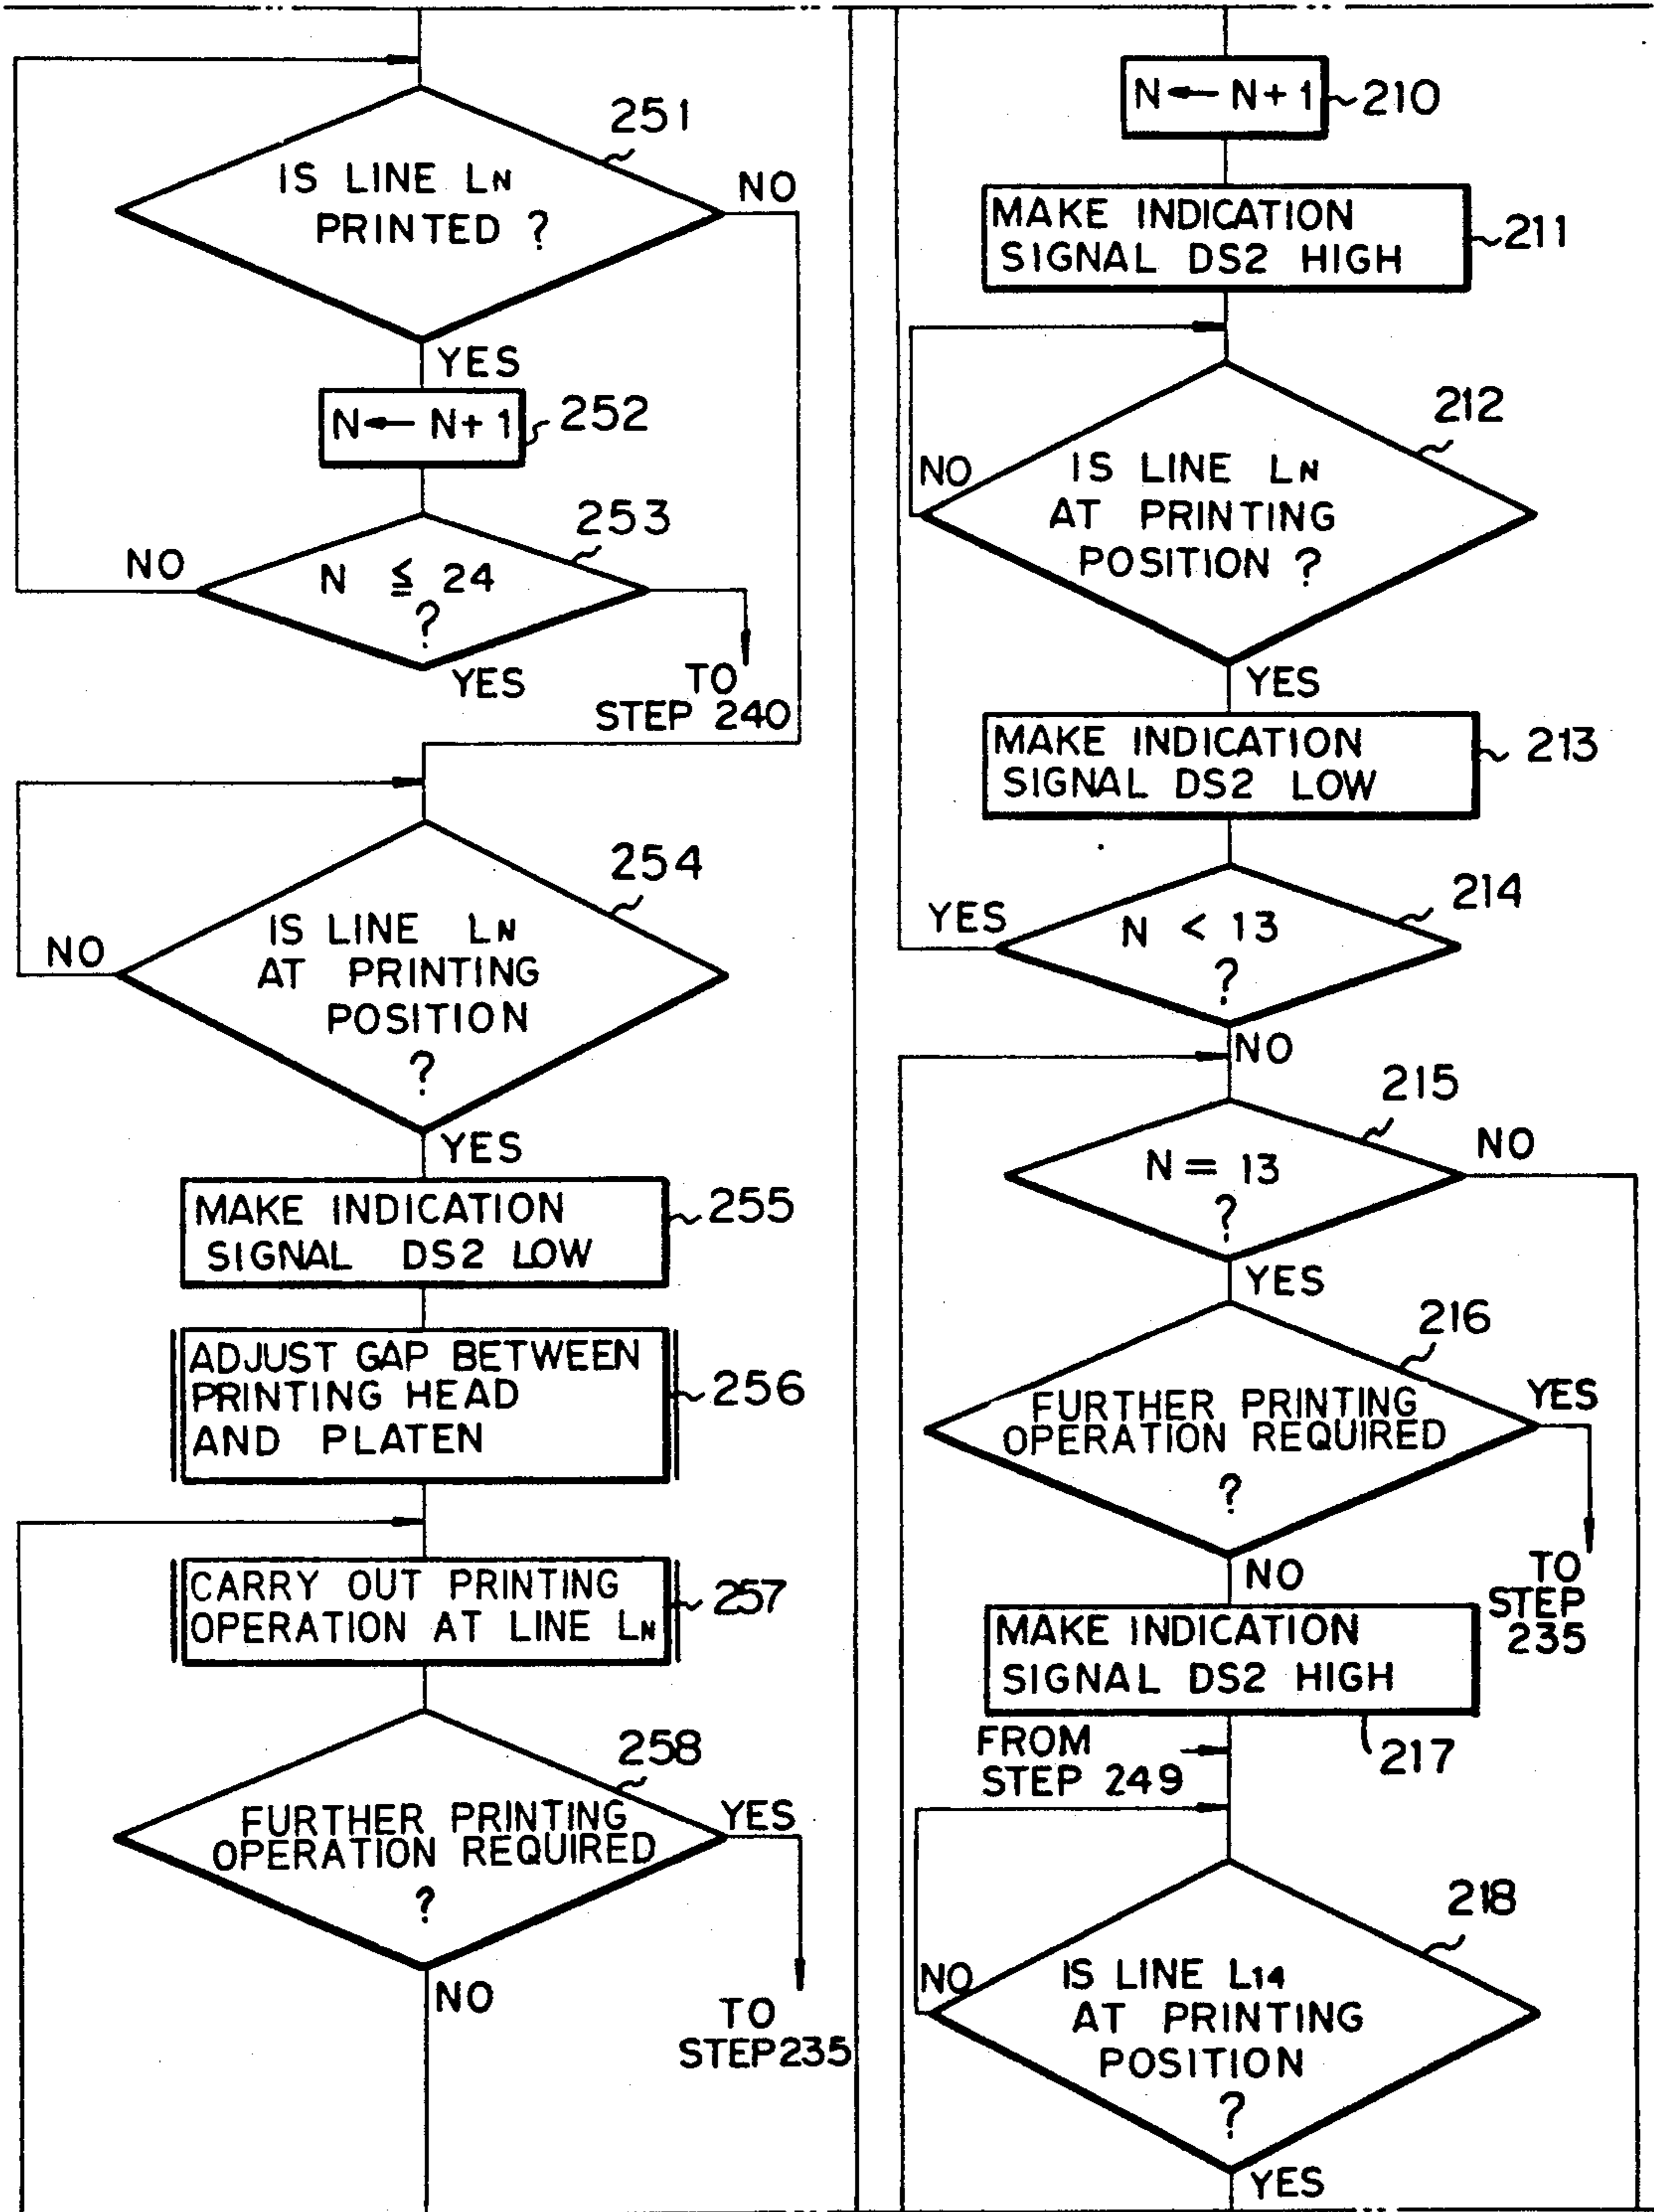 251
IS LINE LN
PRINTED ?
NO
YES
N ← N+1
252
253
NO
N ≦ 24
?
YES
TO
STEP 240
254
NO
IS LINE LN
AT PRINTING
POSITION
?
YES
MAKE INDICATION
SIGNAL DS2 LOW
255
ADJUST GAP BETWEEN
PRINTING HEAD
AND PLATEN
256
CARRY OUT PRINTING
OPERATION AT LINE LN
257
258
FURTHER PRINTING
OPERATION REQUIRED
?
YES
NO
TO
STEP235
N ← N+1
210
MAKE INDICATION
SIGNAL DS2 HIGH
211
212
NO
IS LINE LN
AT PRINTING
POSITION ?
YES
MAKE INDICATION
SIGNAL DS2 LOW
213
214
YES
N < 13
?
NO
215
N = 13
?
NO
YES
216
FURTHER PRINTING
OPERATION REQUIRED
?
YES
TO
STEP
235
NO
MAKE INDICATION
SIGNAL DS2 HIGH
217
FROM
STEP 249
218
NO
IS LINE L14
AT PRINTING
POSITION
?
YES